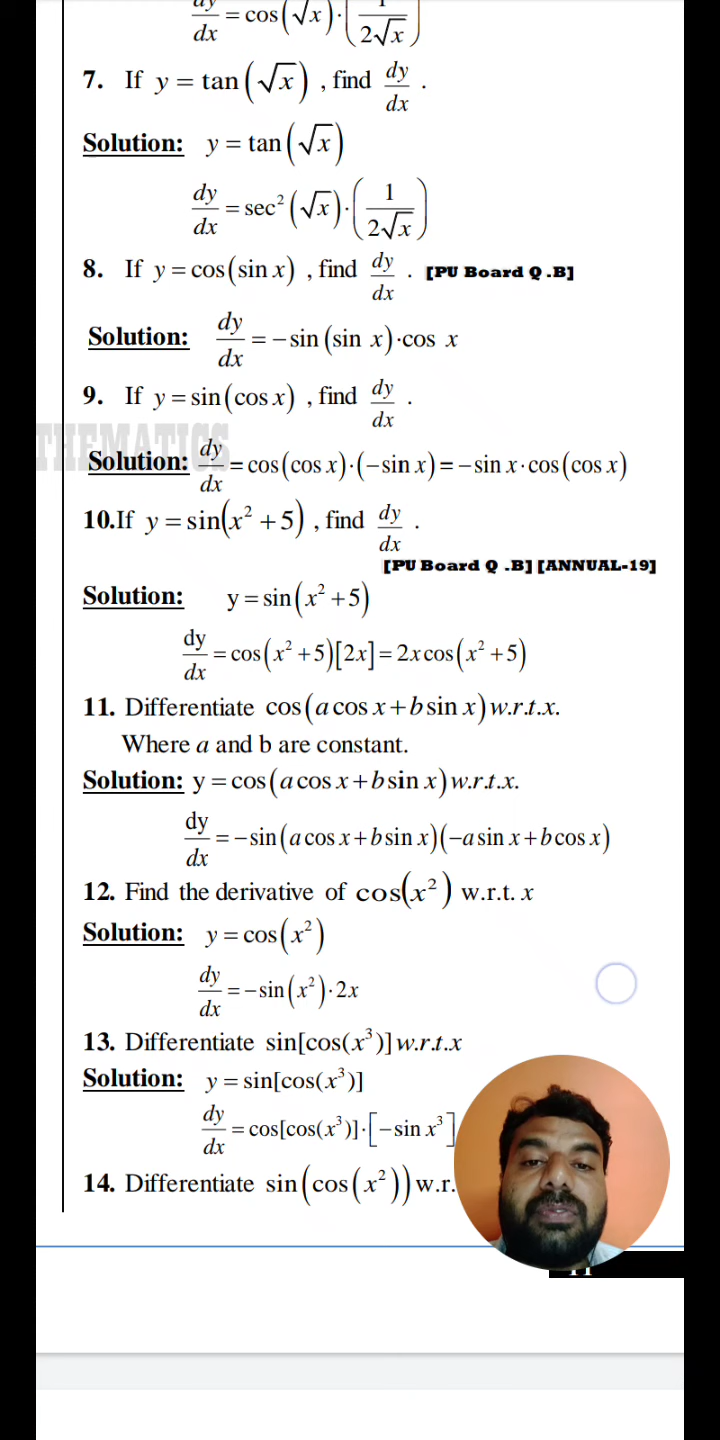 dy/dx = cos(√x)·(1/(2√x))
7. If y = tan(√x) , find dy/dx .
Solution: y = tan(√x)
dy/dx = sec²(√x)·(1/(2√x))
8. If y = cos(sin x) , find dy/dx . [PU Board Q .B]
Solution: dy/dx = −sin(sin x)·cos x
9. If y = sin(cos x) , find dy/dx .
THEMATICS
Solution: dy/dx = cos(cos x)·(−sin x) = −sin x·cos(cos x)
10.If y = sin(x² + 5) , find dy/dx .
[PU Board Q .B] [ANNUAL-19]
Solution: y = sin(x² + 5)
dy/dx = cos(x² + 5)[2x] = 2x cos(x² + 5)
11. Differentiate cos(a cos x + b sin x) w.r.t.x.
Where a and b are constant.
Solution: y = cos(a cos x + b sin x) w.r.t.x.
dy/dx = −sin(a cos x + b sin x)(−a sin x + b cos x)
12. Find the derivative of cos(x²) w.r.t. x
Solution: y = cos(x²)
dy/dx = −sin(x²)·2x
13. Differentiate sin[cos(x³)] w.r.t.x
Solution: y = sin[cos(x³)]
dy/dx = cos[cos(x³)]·[−sin x³]
14. Differentiate sin(cos(x²)) w.r.